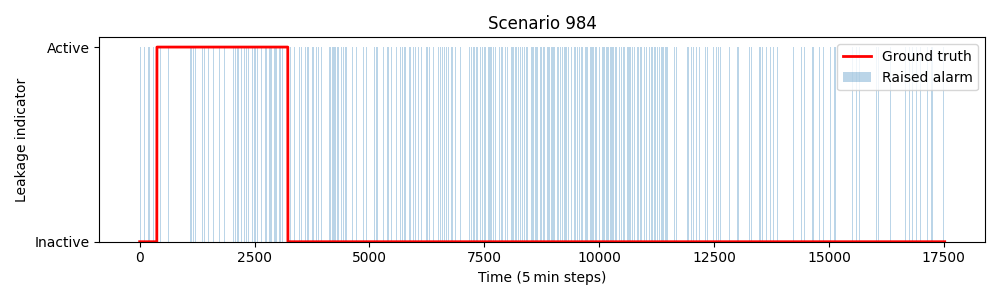 Scenario 984
Active
Inactive
Leakage indicator
Ground truth
Raised alarm
0
2500
5000
7500
10000
12500
15000
17500
Time (5 min steps)